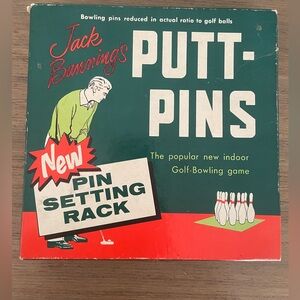 Bowling pins reduced in actual ratio to golf balls
Jack
Bunning's
PUTT-
PINS
The popular new indoor
Golf-Bowling game
New
PIN
SETTING
RACK